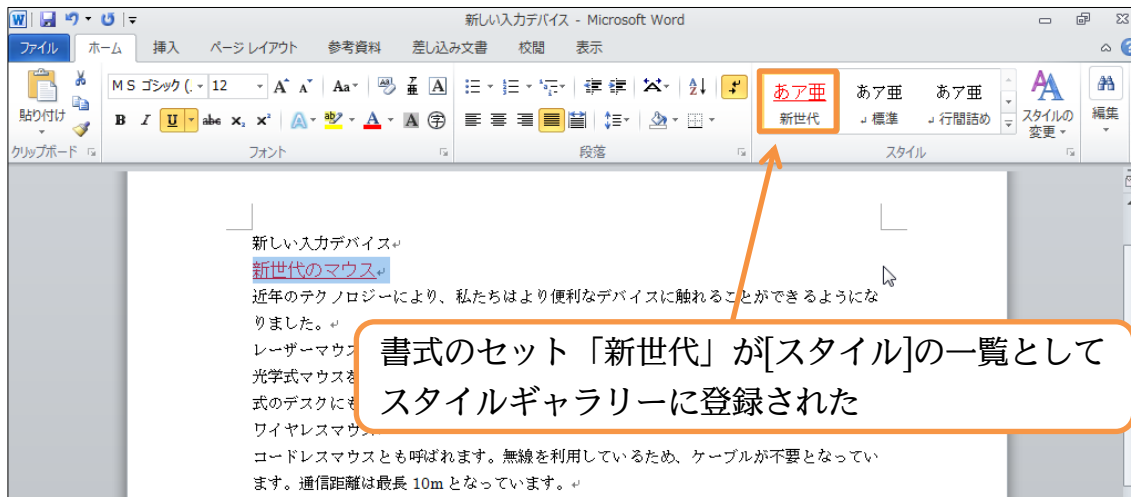 新しい入力デバイス - Microsoft Word
ファイル ホーム 挿入 ページ レイアウト 参考資料 差し込み文書 校閲 表示
ＭＳ ゴシック (. 12
貼り付け
クリップボード フォント 段落 スタイル
あア亜 あア亜 あア亜
新世代 標準 行間詰め
スタイルの
変更
編集
新しい入力デバイス
新世代のマウス
近年のテクノロジーにより、私たちはより便利なデバイスに触れることができるようにな
りました。
レーザーマウス
光学式マウスを
式のデスクにも
ワイヤレスマウス
コードレスマウスとも呼ばれます。無線を利用しているため、ケーブルが不要となってい
ます。通信距離は最長 10m となっています。
書式のセット「新世代」が[スタイル]の一覧として
スタイルギャラリーに登録された